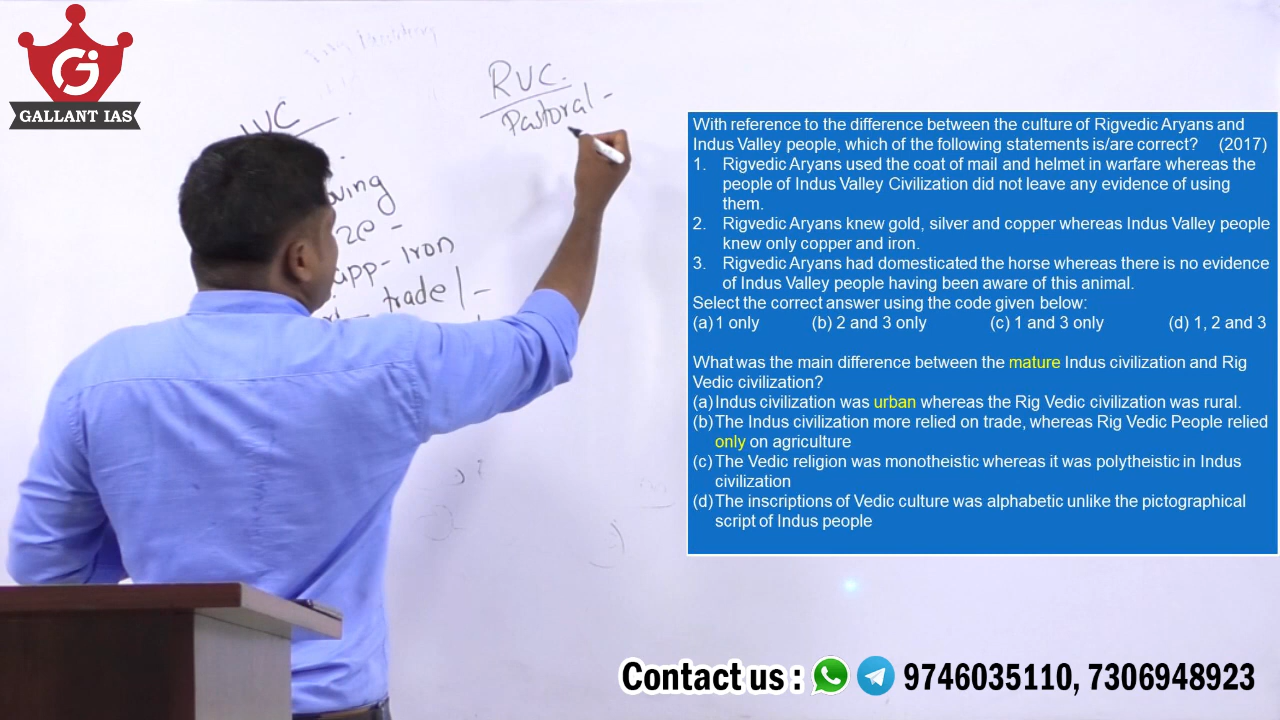 GALLANT IAS
RVC.
Pastoral -
VC
iron
trade / -
With reference to the difference between the culture of Rigvedic Aryans and
Indus Valley people, which of the following statements is/are correct? (2017)
1. Rigvedic Aryans used the coat of mail and helmet in warfare whereas the
people of Indus Valley Civilization did not leave any evidence of using
them.
2. Rigvedic Aryans knew gold, silver and copper whereas Indus Valley people
knew only copper and iron.
3. Rigvedic Aryans had domesticated the horse whereas there is no evidence
of Indus Valley people having been aware of this animal.
Select the correct answer using the code given below:
(a) 1 only (b) 2 and 3 only (c) 1 and 3 only (d) 1, 2 and 3
What was the main difference between the mature Indus civilization and Rig
Vedic civilization?
(a) Indus civilization was urban whereas the Rig Vedic civilization was rural.
(b) The Indus civilization more relied on trade, whereas Rig Vedic People relied
only on agriculture
(c) The Vedic religion was monotheistic whereas it was polytheistic in Indus
civilization
(d) The inscriptions of Vedic culture was alphabetic unlike the pictographical
script of Indus people
Contact us : 9746035110, 7306948923